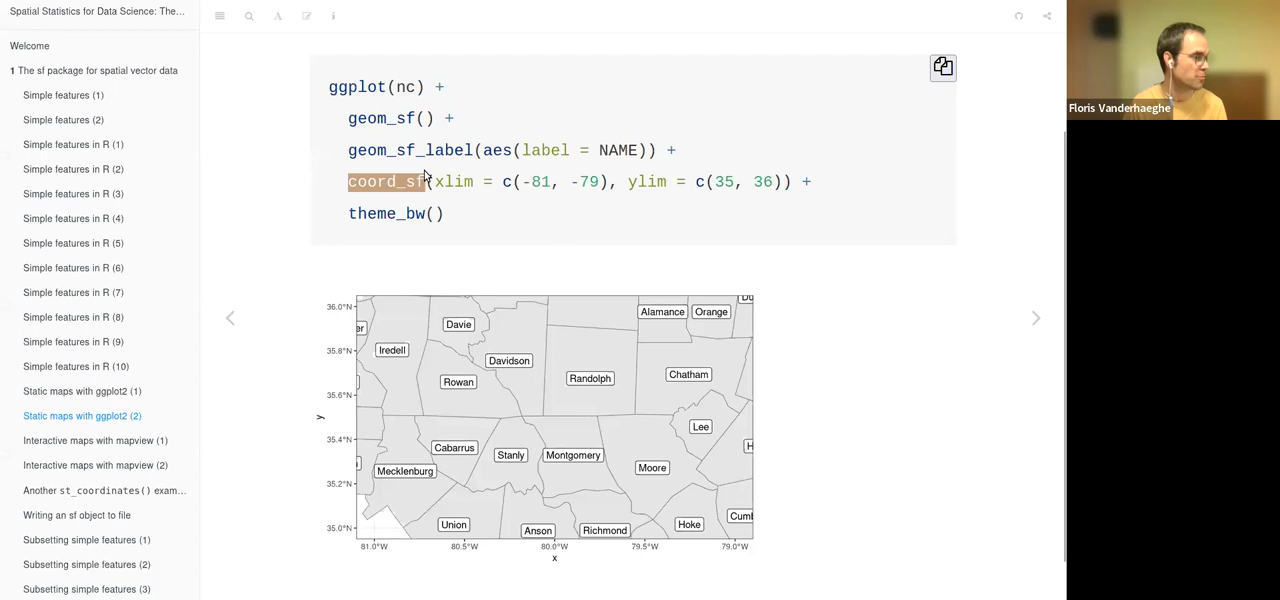 Spatial Statistics for Data Science: The...
Welcome
1 The sf package for spatial vector data
Simple features (1)
Simple features (2)
Simple features in R (1)
Simple features in R (2)
Simple features in R (3)
Simple features in R (4)
Simple features in R (5)
Simple features in R (6)
Simple features in R (7)
Simple features in R (8)
Simple features in R (9)
Simple features in R (10)
Static maps with ggplot2 (1)
Static maps with ggplot2 (2)
Interactive maps with mapview (1)
Interactive maps with mapview (2)
Another st_coordinates() exam...
Writing an sf object to file
Subsetting simple features (1)
Subsetting simple features (2)
Subsetting simple features (3)
A
i
ggplot(nc) +
geom_sf() +
geom_sf_label(aes(label = NAME)) +
coord_sf(xlim = c(-81, -79), ylim = c(35, 36)) +
theme_bw()
36.0°N
35.8°N
35.6°N
35.4°N
35.2°N
35.0°N
y
Du
Alamance
Orange
Davie
er
Iredell
Davidson
Rowan
Randolph
Chatham
Lee
Cabarrus
Stanly
Montgomery
H
Mecklenburg
Moore
Union
Anson
Richmond
Hoke
Cumb
81.0°W
80.5°W
80.0°W
79.5°W
79.0°W
x
Floris Vanderhaeghe